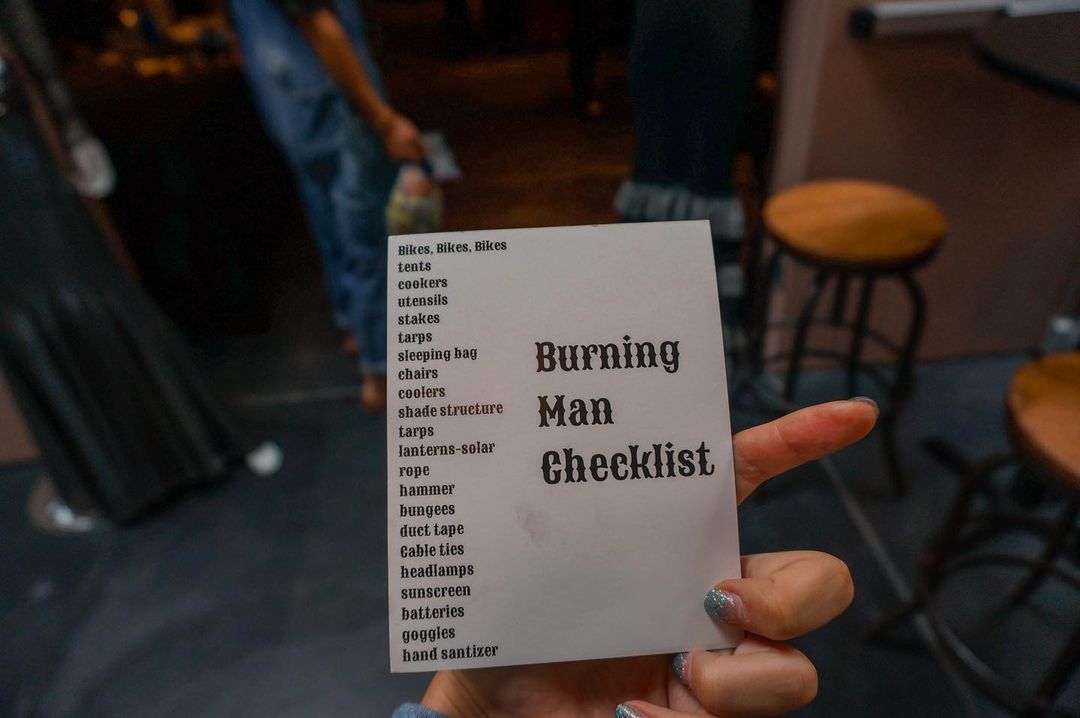 Bikes, Bikes, Bikes
tents
cookers
utensils
stakes
tarps
sleeping bag
chairs
coolers
shade structure
tarps
lanterns-solar
rope
hammer
bungees
duct tape
Cable ties
headlamps
sunscreen
batteries
goggles
hand santizer
Burning
Man
Checklist